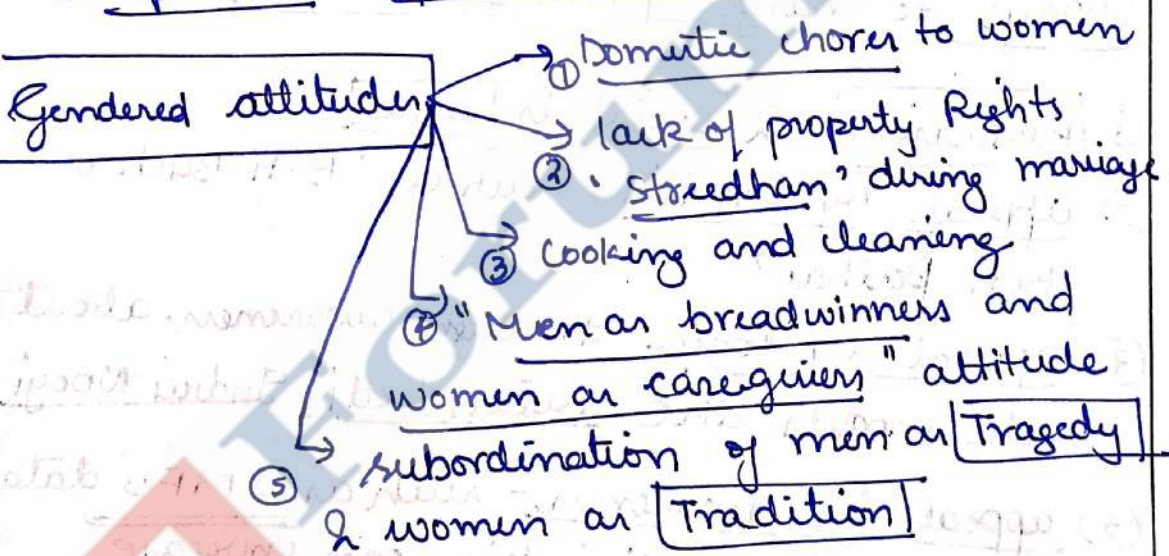 Gendered attitudes
① Domestic chores to women
② lack of property Rights
'Streedhan' during marriage
③ cooking and cleaning
④ "Men as breadwinners and
women as caregivers" attitude
⑤ subordination of men as Tragedy
& women as Tradition
Forum